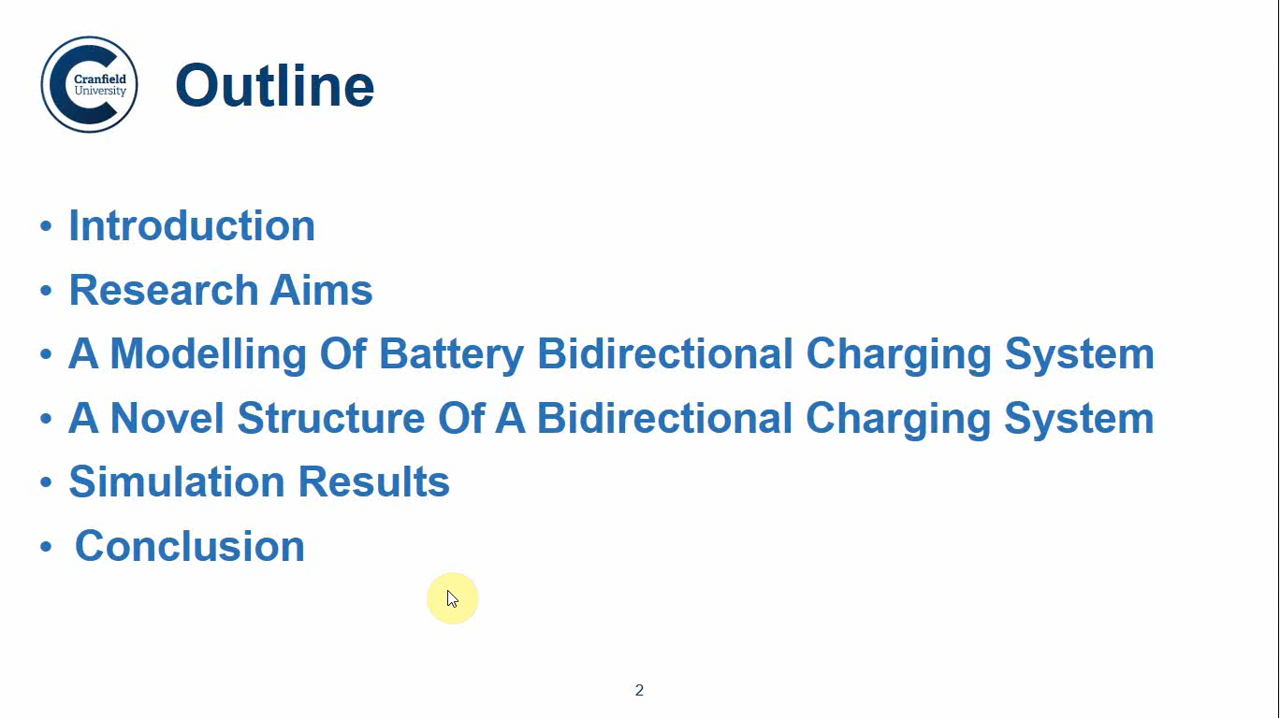 Cranfield
University
Outline
• Introduction
• Research Aims
• A Modelling Of Battery Bidirectional Charging System
• A Novel Structure Of A Bidirectional Charging System
• Simulation Results
• Conclusion
2